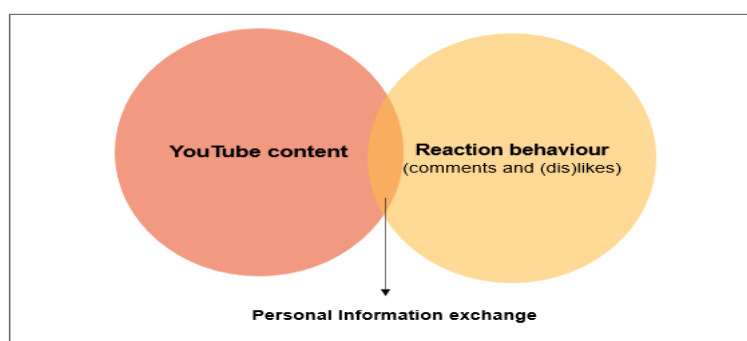 YouTube content
Reaction behaviour
(comments and (dis)likes)
Personal Information exchange